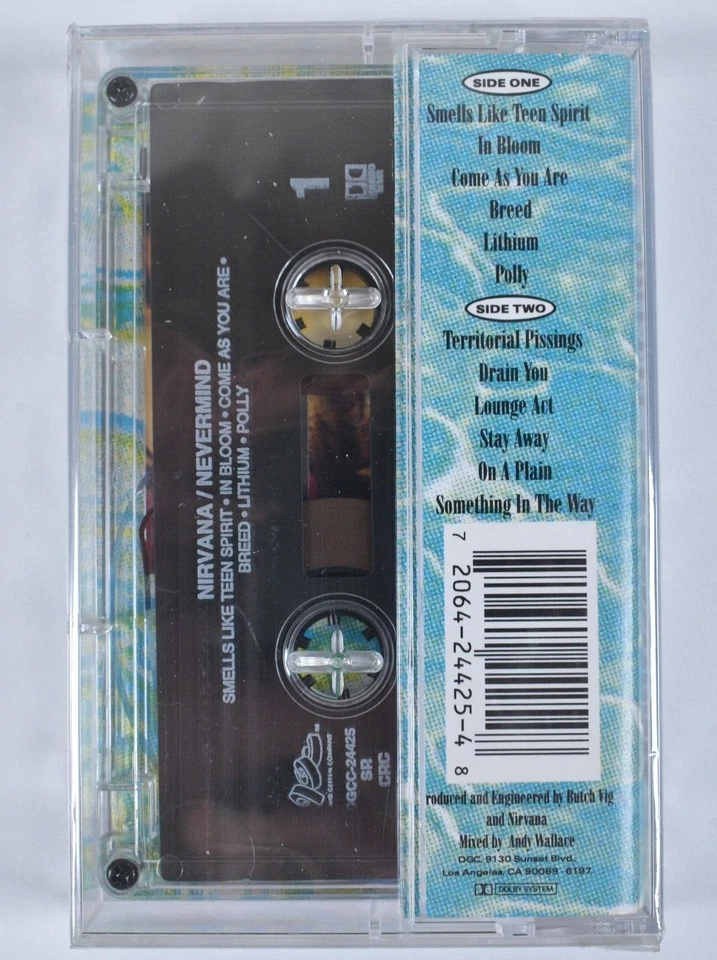 SIDE ONE
Smells Like Teen Spirit
In Bloom
Come As You Are
Breed
Lithium
Polly
SIDE TWO
Territorial Pissings
Drain You
Lounge Act
Stay Away
On A Plain
Something In The Way
7 2064-24425-4 8
roduced and Engineered by Butch Vig
and Nirvana
Mixed by Andy Wallace
DGC, 9130 Sunset Blvd.,
Los Angeles, CA 90069-6197
DOLBY SYSTEM
1
NIRVANA / NEVERMIND
SMELLS LIKE TEEN SPIRIT • IN BLOOM • COME AS YOU ARE •
BREED • LITHIUM • POLLY
GEFFEN COMPANY
GCC-24425
SR
CRC